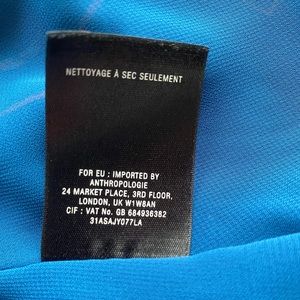 NETTOYAGE À SEC SEULEMENT
FOR EU : IMPORTED BY
ANTHROPOLOGIE
24 MARKET PLACE, 3RD FLOOR,
LONDON, UK W1W8AN
CIF : VAT No. GB 684936382
31ASAJY077LA